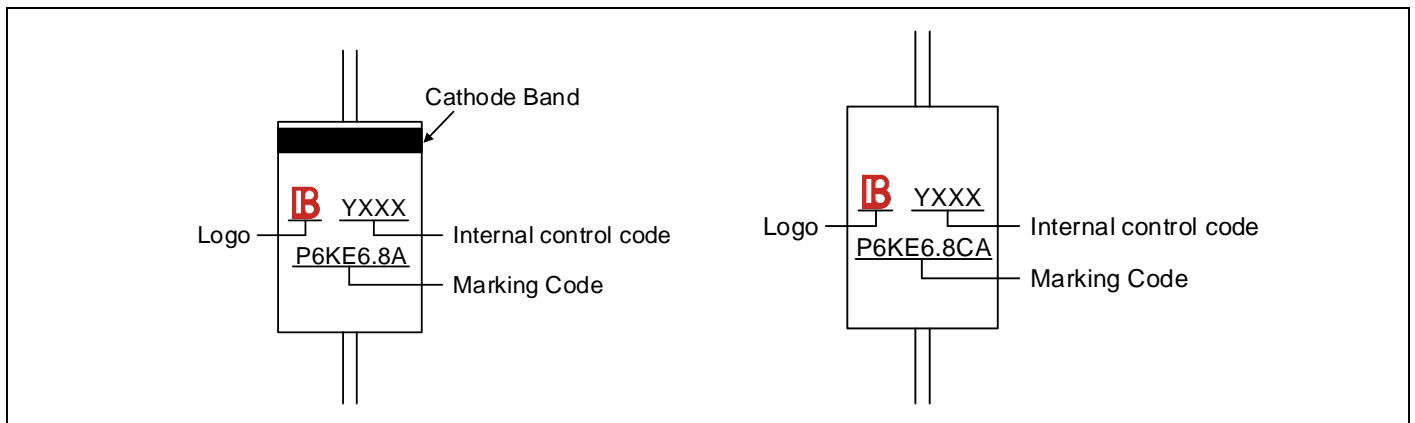 Cathode Band
B YXXX
Logo
Internal control code
P6KE6.8A
Marking Code
B YXXX
Logo
Internal control code
P6KE6.8CA
Marking Code